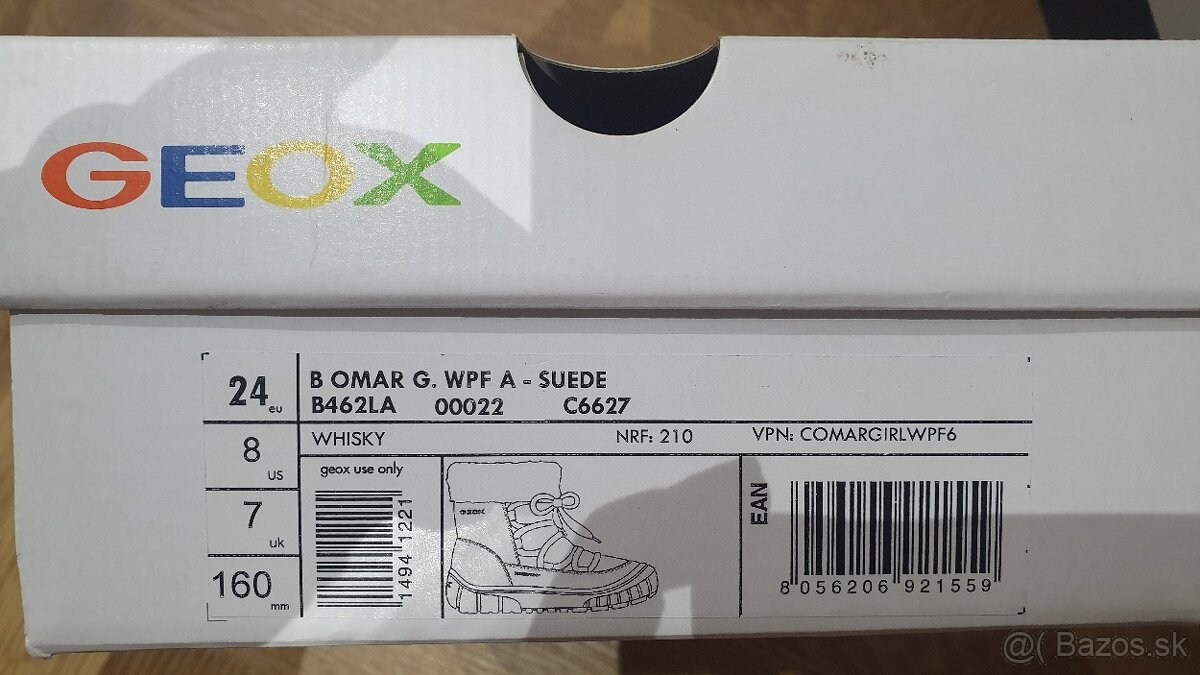 GEOX
24 eu
B OMAR G. WPF A - SUEDE
B462LA 00022 C6627
8 US
WHISKY NRF: 210 VPN: COMARGIRLWPF6
7 uk
160 mm
geox use only
1494 1221
GEOX
EAN
8 056206 921559
@( Bazos.sk